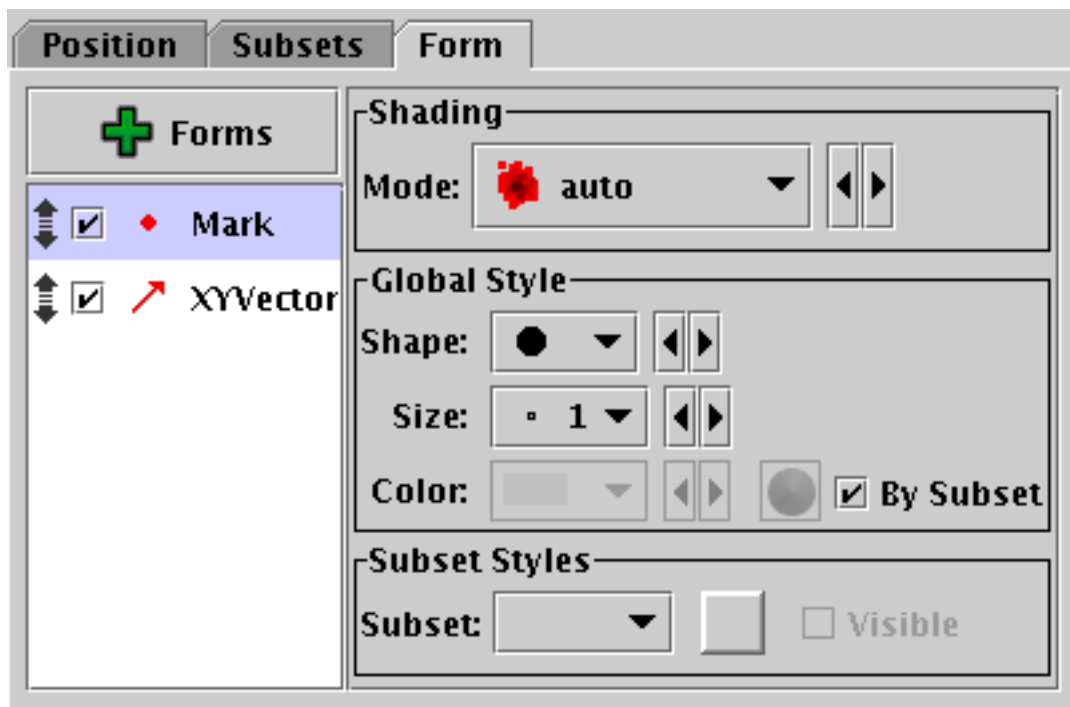 Position Subsets Form
Forms
Mark
XYVector
Shading
Mode: auto
Global Style
Shape:
Size: 1
Color: By Subset
Subset Styles
Subset: Visible